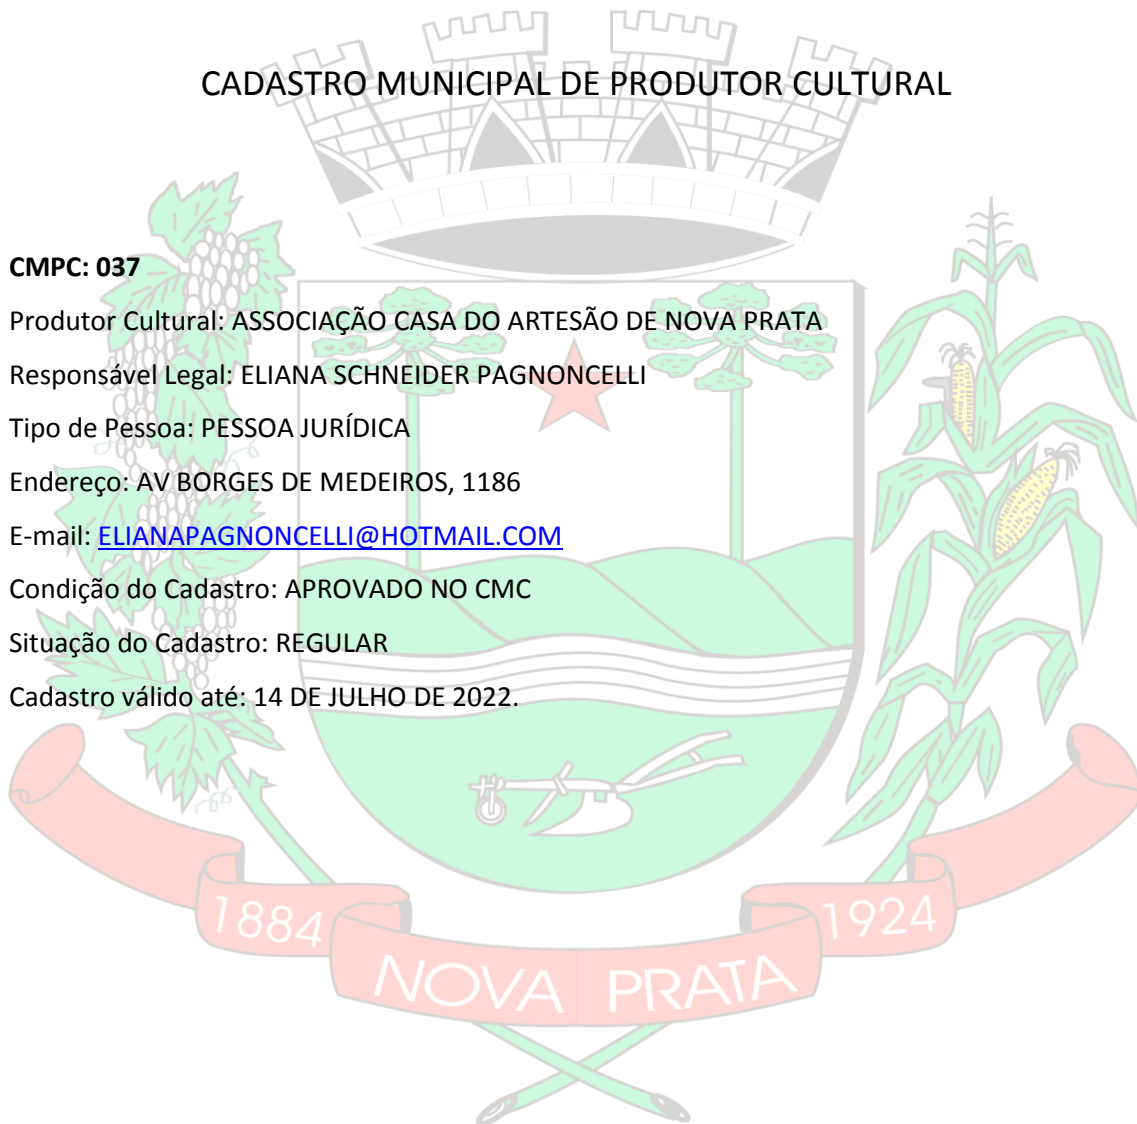 CADASTRO MUNICIPAL DE PRODUTOR CULTURAL
CMPC: 037
Produtor Cultural: ASSOCIAÇÃO CASA DO ARTESÃO DE NOVA PRATA
Responsável Legal: ELIANA SCHNEIDER PAGNONCELLI
Tipo de Pessoa: PESSOA JURÍDICA
Endereço: AV BORGES DE MEDEIROS, 1186
E-mail: ELIANAPAGNONCELLI@HOTMAIL.COM
Condição do Cadastro: APROVADO NO CMC
Situação do Cadastro: REGULAR
Cadastro válido até: 14 DE JULHO DE 2022.
1884
NOVA PRATA
1924